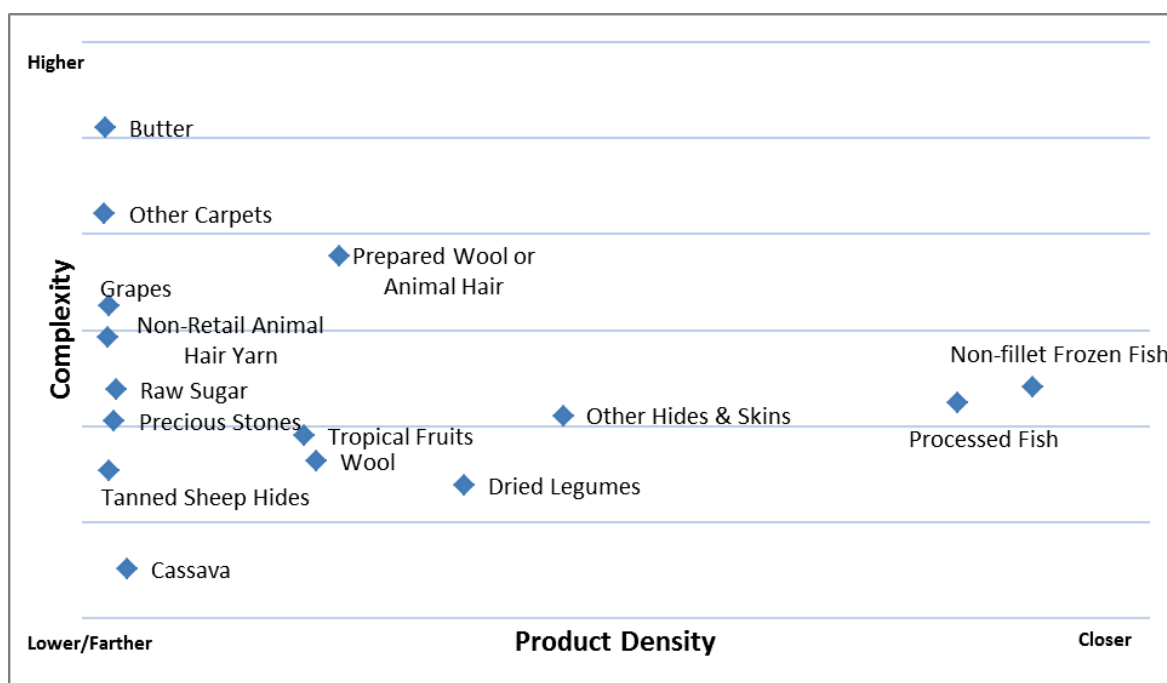 Higher
Butter
Other Carpets
Prepared Wool or
Animal Hair
Grapes
Non-Retail Animal
Hair Yarn
Complexity
Non-fillet Frozen Fish
Raw Sugar
Precious Stones
Other Hides & Skins
Tropical Fruits
Processed Fish
Wool
Dried Legumes
Tanned Sheep Hides
Cassava
Lower/Farther
Product Density
Closer